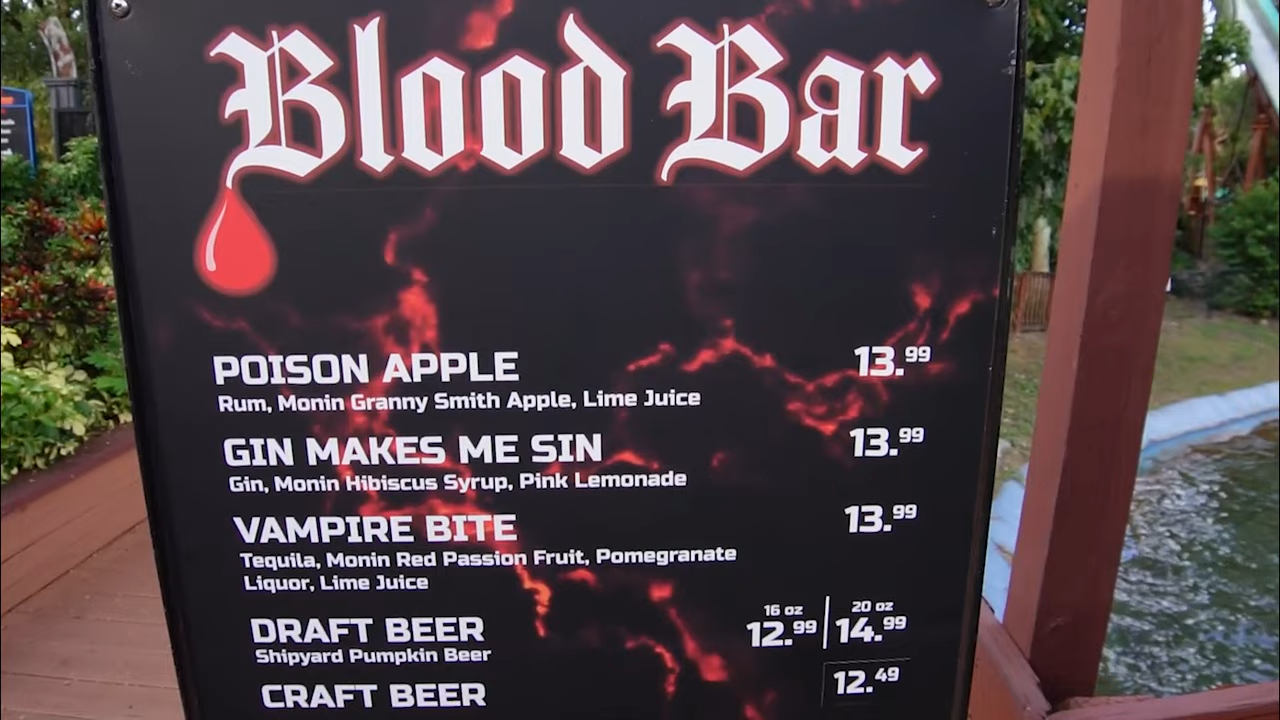 Blood Bar
POISON APPLE 13.99
Rum, Monin Granny Smith Apple, Lime Juice
GIN MAKES ME SIN 13.99
Gin, Monin Hibiscus Syrup, Pink Lemonade
VAMPIRE BITE 13.99
Tequila, Monin Red Passion Fruit, Pomegranate
Liquor, Lime Juice
16 oz 20 oz
DRAFT BEER 12.99 14.99
Shipyard Pumpkin Beer
CRAFT BEER 12.49